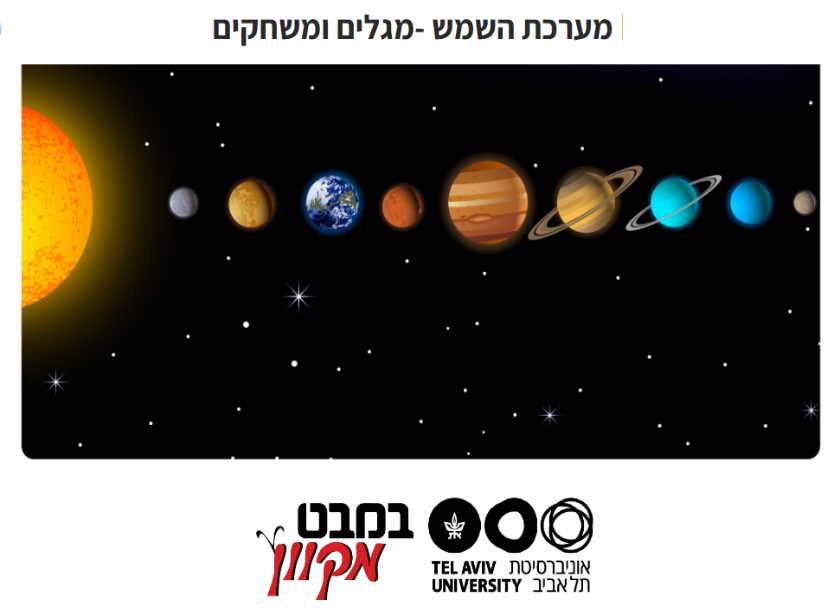 מערכת השמש -מגלים ומשחקים
במבט
מקוון
אוניברסיטת
תל אביב
TEL AVIV
UNIVERSITY